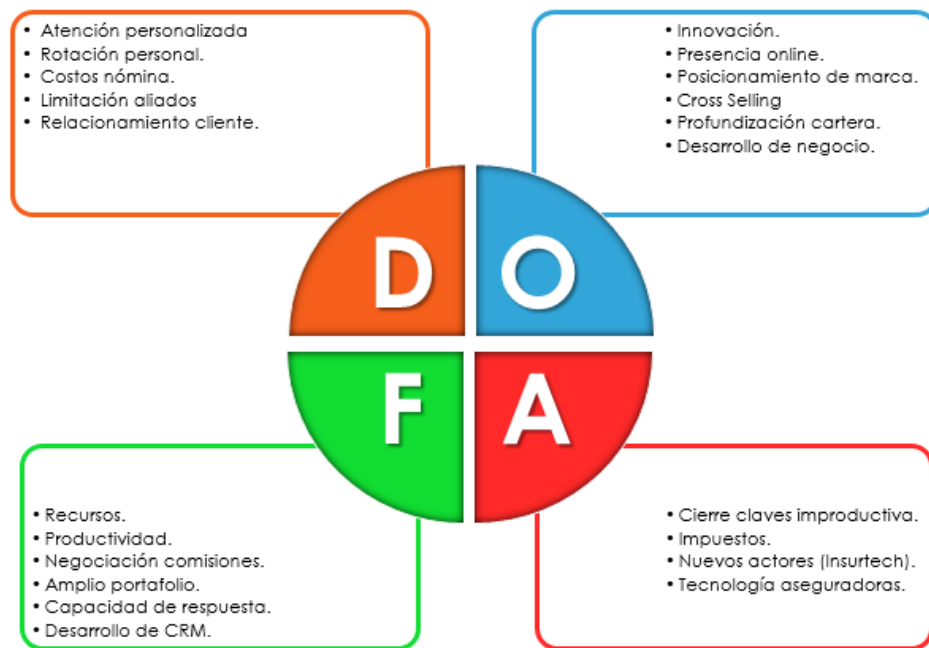 • Atención personalizada
• Rotación personal.
• Costos nómina.
• Limitación aliados
• Relacionamiento cliente.
• Innovación.
• Presencia online.
• Posicionamiento de marca.
• Cross Selling
• Profundización cartera.
• Desarrollo de negocio.
D
O
F
A
• Recursos.
• Productividad.
• Negociación comisiones.
• Amplio portafolio.
• Capacidad de respuesta.
• Desarrollo de CRM.
• Cierre claves improductiva.
• Impuestos.
• Nuevos actores (Insurtech).
• Tecnología aseguradoras.